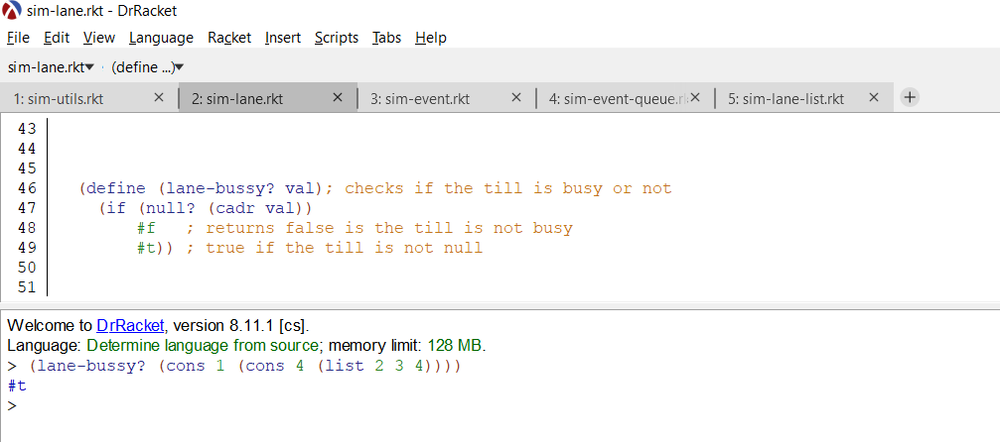 sim-lane.rkt - DrRacket
File Edit View Language Racket Insert Scripts Tabs Help
sim-lane.rkt▾ · (define ...)▾
1: sim-utils.rkt × 2: sim-lane.rkt × 3: sim-event.rkt × 4: sim-event-queue.rk × 5: sim-lane-list.rkt × +
43
44
45
46 (define (lane-bussy? val); checks if the till is busy or not
47 (if (null? (cadr val))
48 #f ; returns false is the till is not busy
49 #t)) ; true if the till is not null
50
51
Welcome to DrRacket, version 8.11.1 [cs].
Language: Determine language from source; memory limit: 128 MB.
> (lane-bussy? (cons 1 (cons 4 (list 2 3 4))))
#t
>